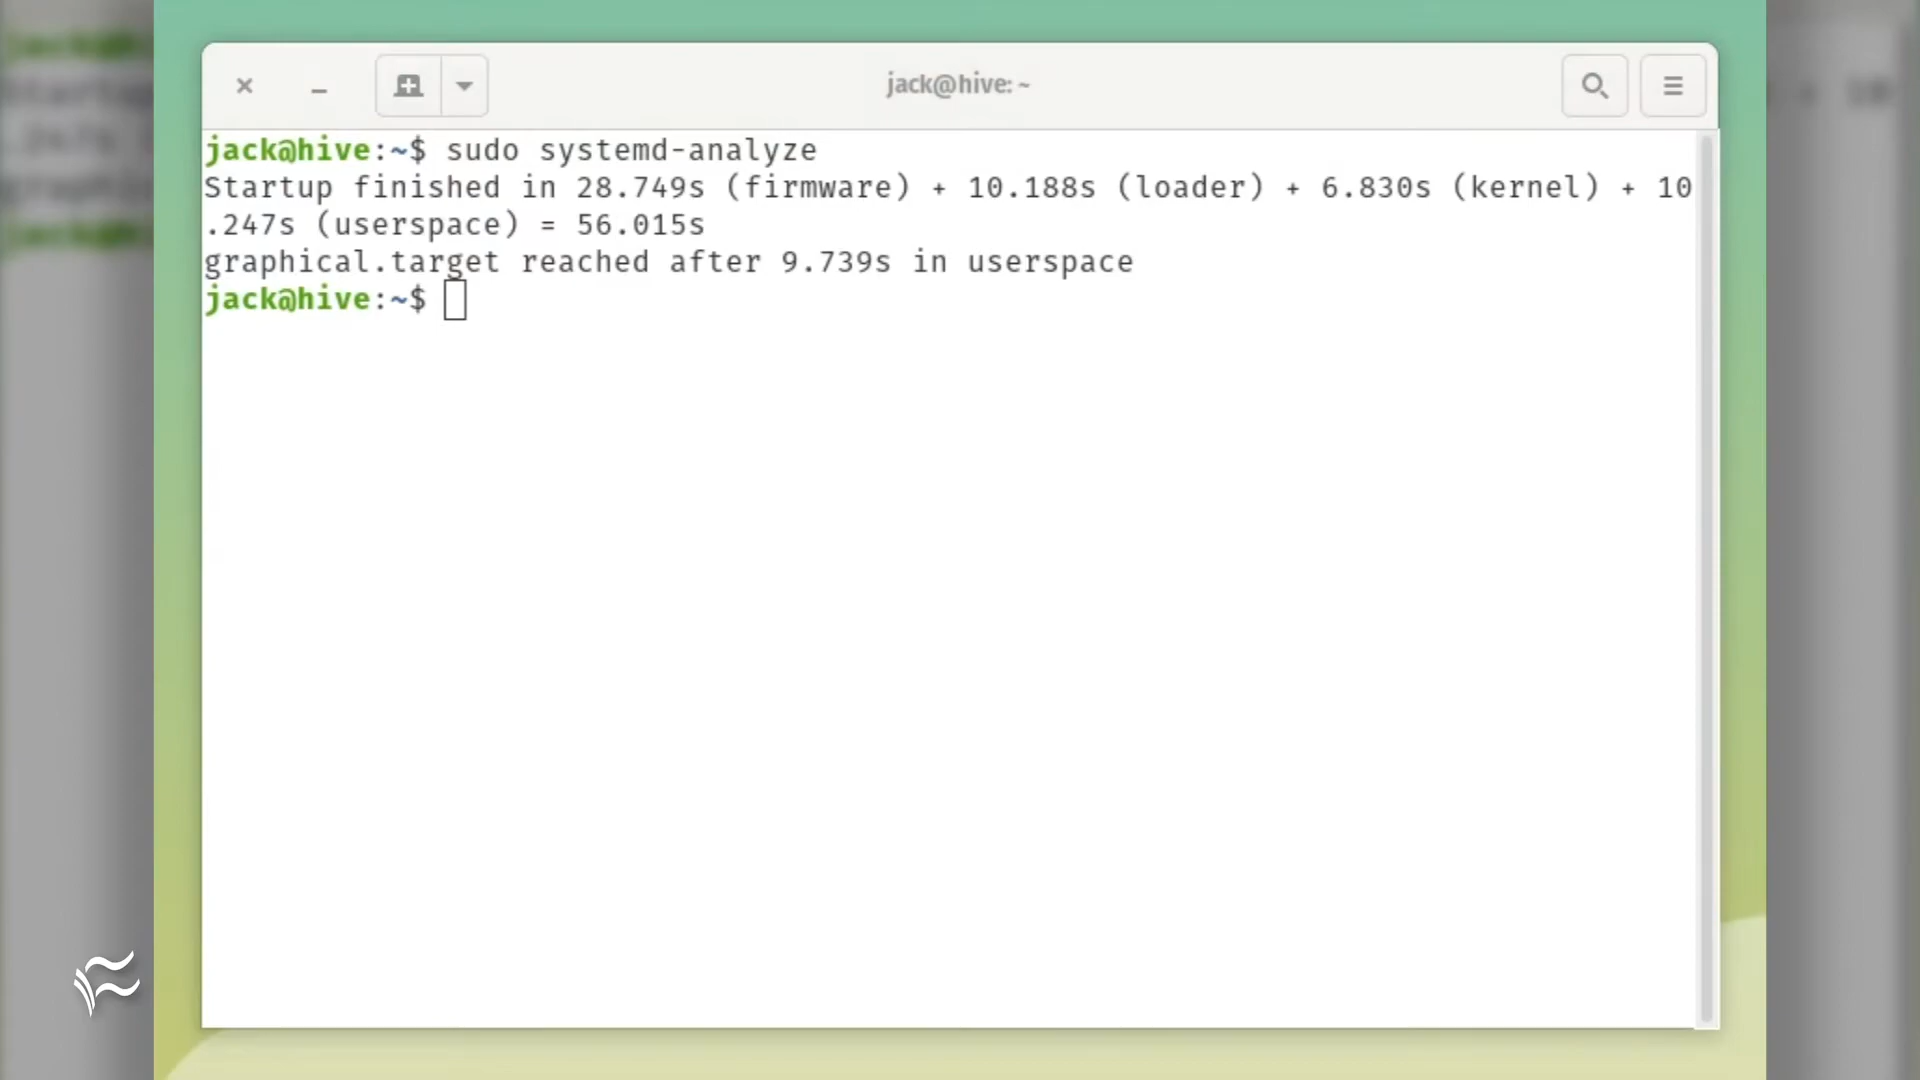 jack@hive: ~
jack@hive:~$ sudo systemd-analyze
Startup finished in 28.749s (firmware) + 10.188s (loader) + 6.830s (kernel) + 10
.247s (userspace) = 56.015s
graphical.target reached after 9.739s in userspace
jack@hive:~$